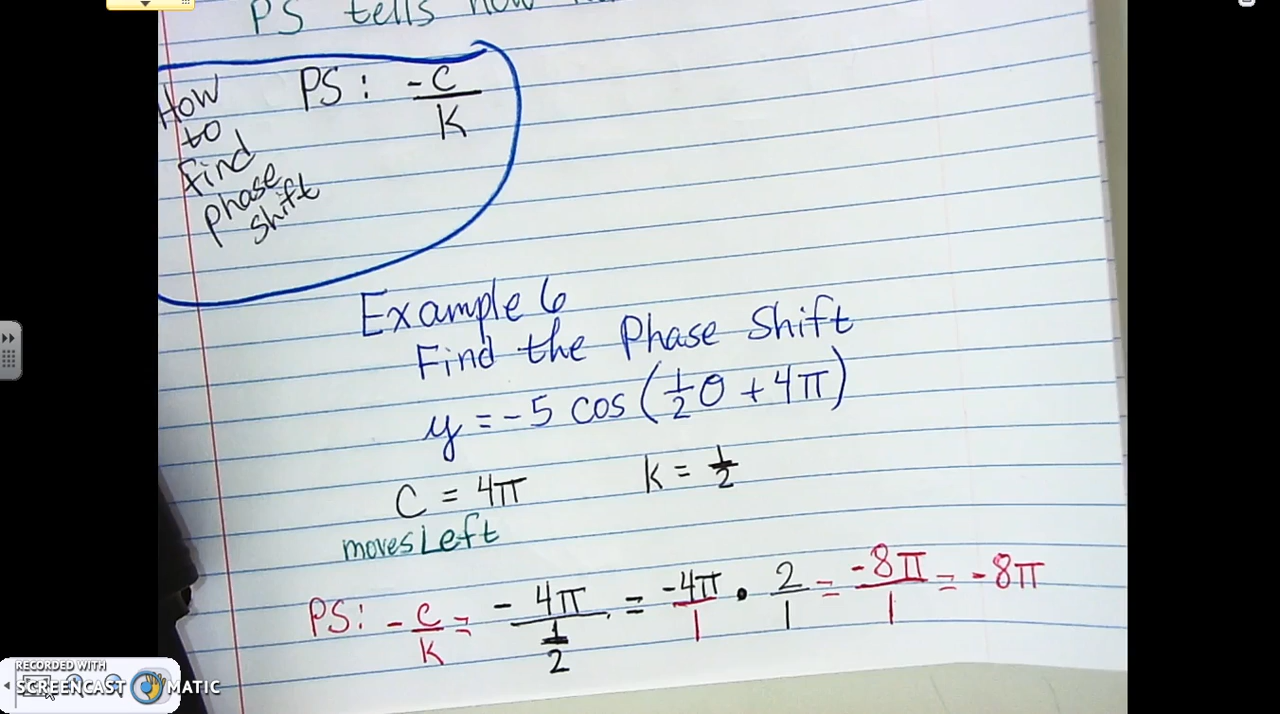 PS tells how
How to find phase shift
PS: -c/k
Example 6
Find the Phase Shift
y = -5 cos (1/2 θ + 4π)
C = 4π k = 1/2
moves Left
PS: -c/k = -4π/(1/2) = -4π/1 • 2/1 = -8π/1 = -8π
RECORDED WITH
SCREENCAST MATIC